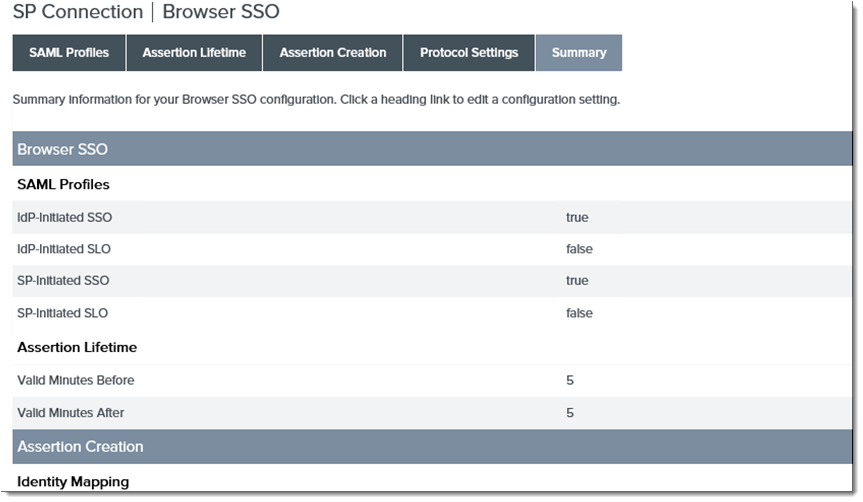 SP Connection | Browser SSO
SAML Profiles Assertion Lifetime Assertion Creation Protocol Settings Summary
Summary information for your Browser SSO configuration. Click a heading link to edit a configuration setting.
Browser SSO
SAML Profiles
IdP-Initiated SSO true
IdP-Initiated SLO false
SP-Initiated SSO true
SP-Initiated SLO false
Assertion Lifetime
Valid Minutes Before 5
Valid Minutes After 5
Assertion Creation
Identity Mapping